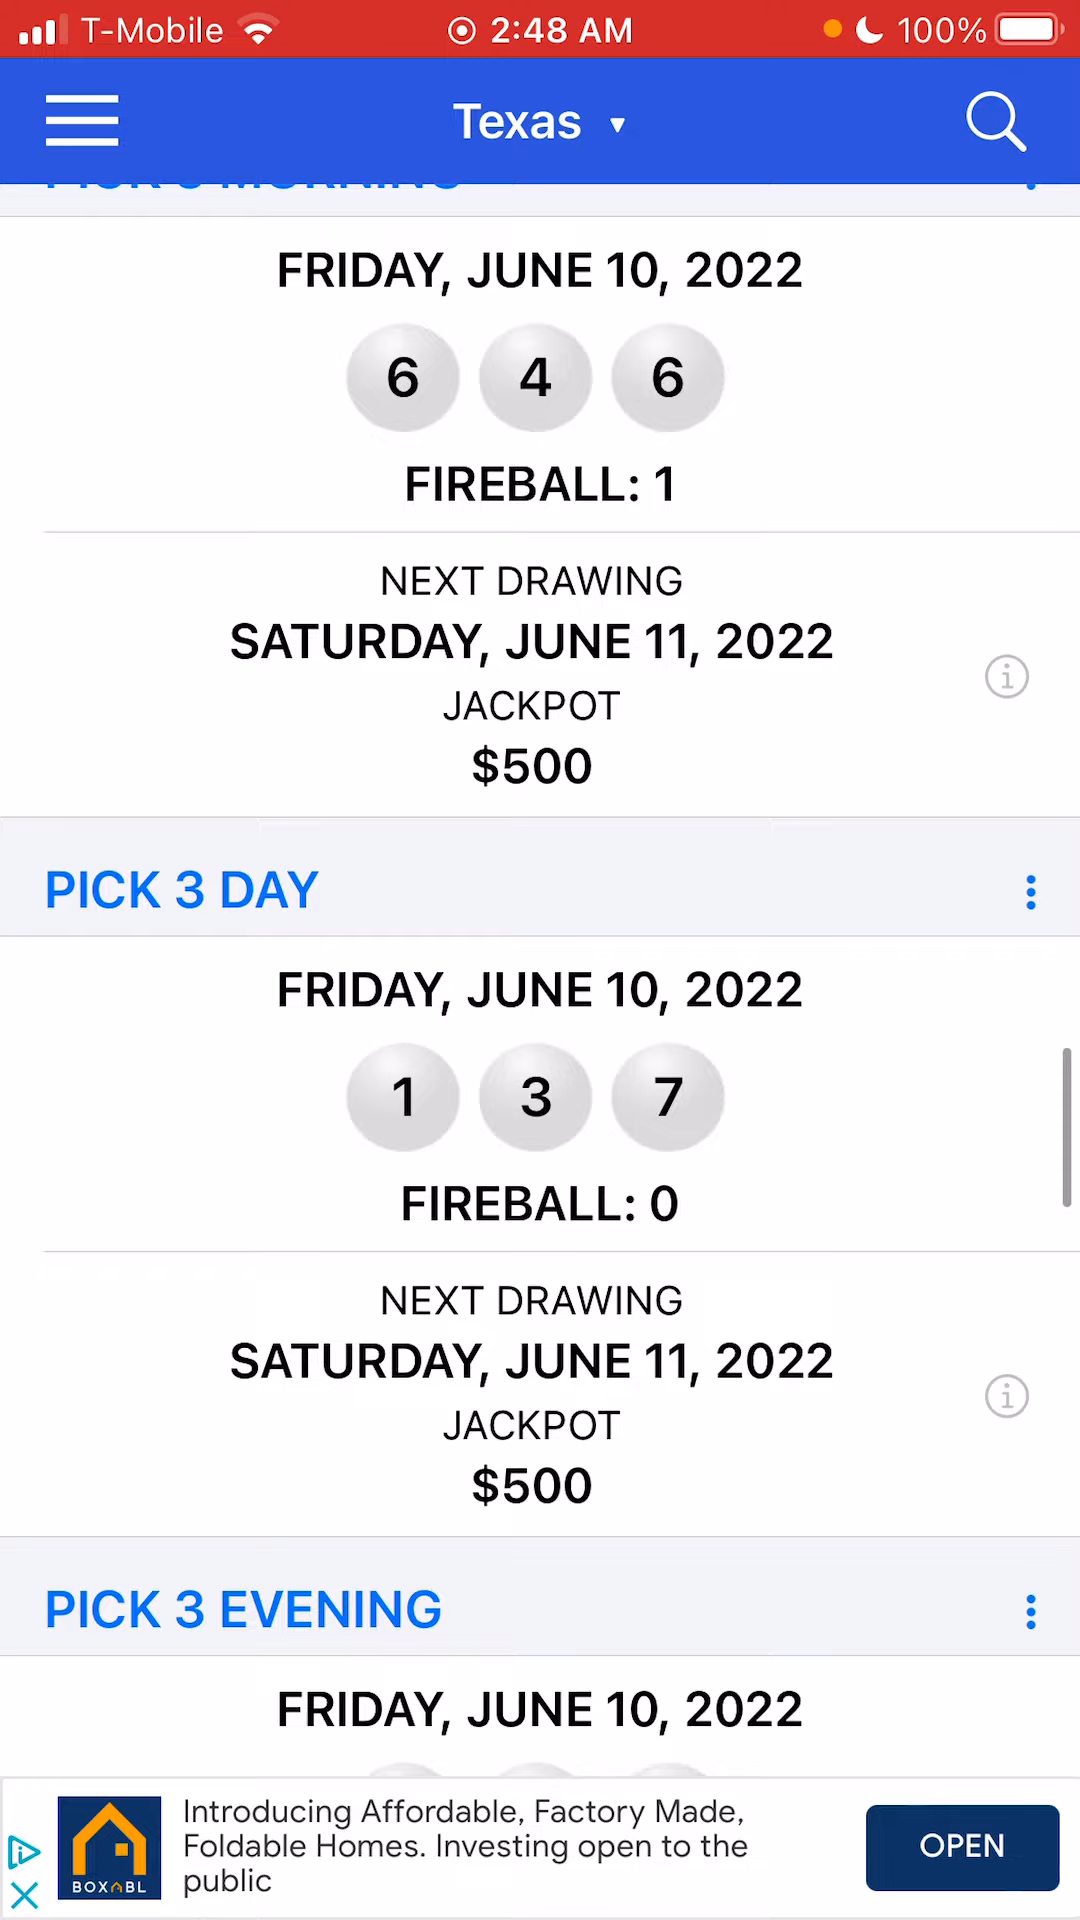 T-Mobile 2:48 AM 100%
Texas ▼
PICK 3 MORNING
FRIDAY, JUNE 10, 2022
6 4 6
FIREBALL: 1
NEXT DRAWING
SATURDAY, JUNE 11, 2022
JACKPOT
$500
PICK 3 DAY
FRIDAY, JUNE 10, 2022
1 3 7
FIREBALL: 0
NEXT DRAWING
SATURDAY, JUNE 11, 2022
JACKPOT
$500
PICK 3 EVENING
FRIDAY, JUNE 10, 2022
Introducing Affordable, Factory Made,
Foldable Homes. Investing open to the
public
BOXABL
OPEN